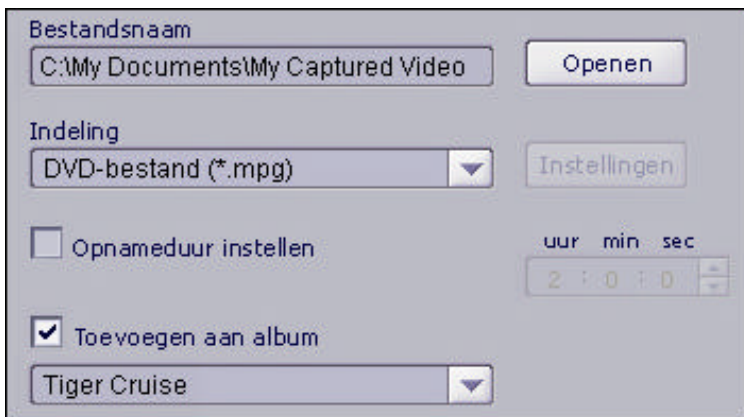 Bestandsnaam
C:\My Documents\My Captured Video
Openen
Indeling
DVD-bestand (*.mpg)
Instellingen
Opnameduur instellen
uur min sec
2 : 0 : 0
Toevoegen aan album
Tiger Cruise